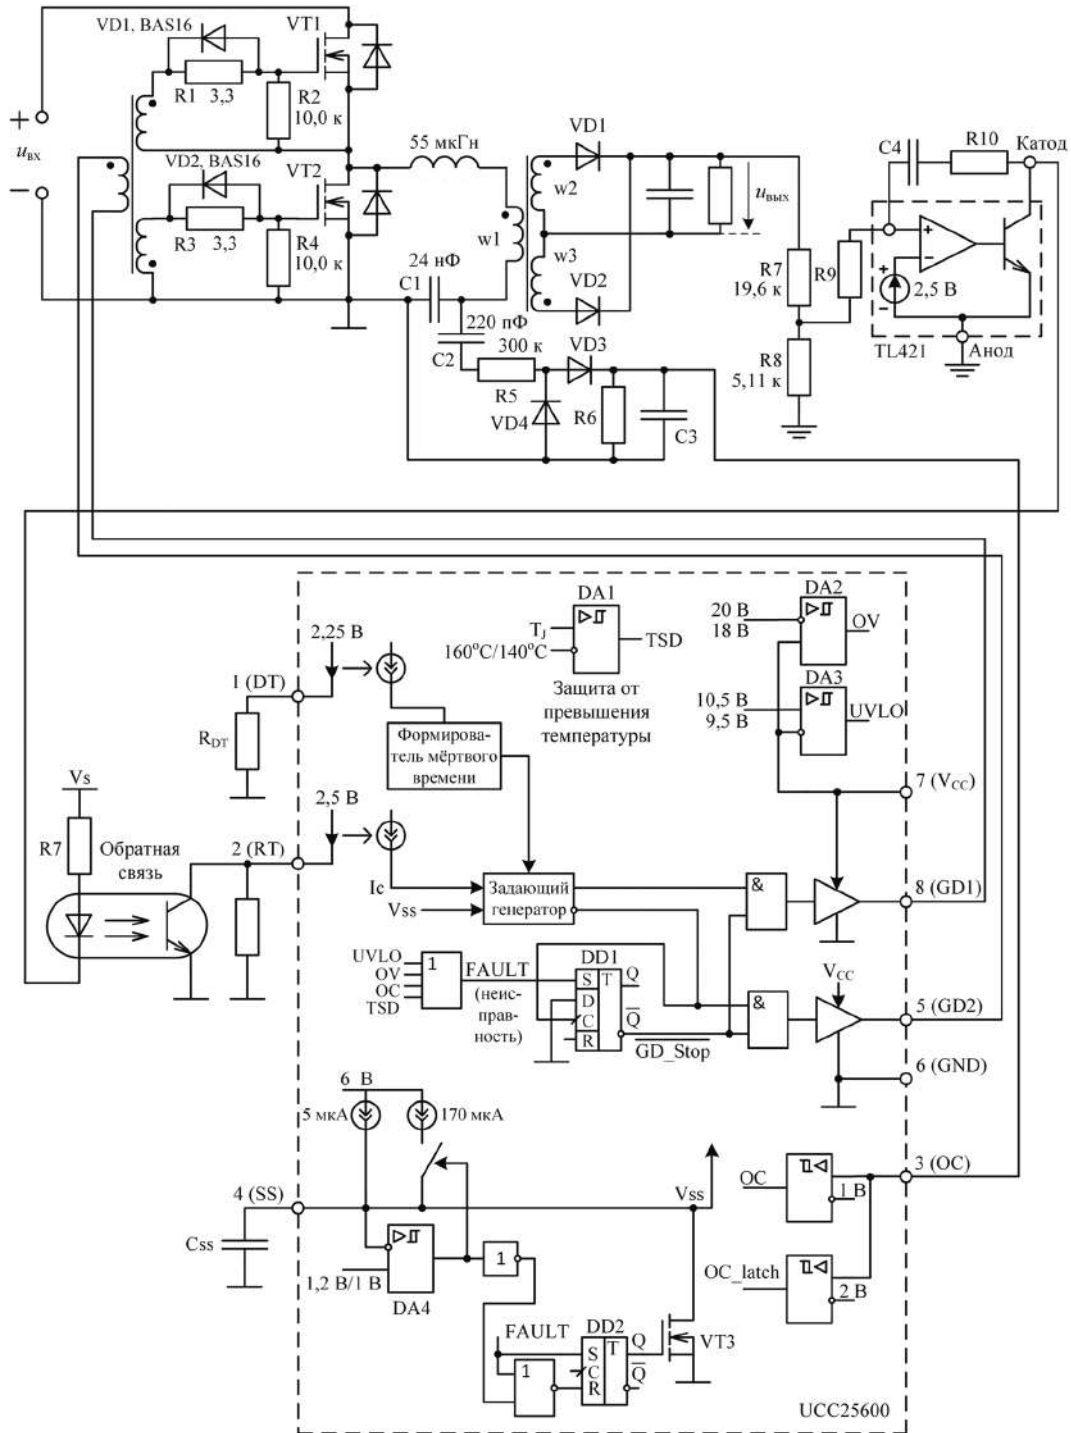 VD1, BAS16
VT1
R1 3,3
R2
10,0 к
+
uвх
−
VD2, BAS16
VT2
R3 3,3
R4
10,0 к
55 мкГн
w1
24 нФ
C1
220 пФ
C2
300 к
R5
VD3
VD4
R6
C3
VD1
w2
w3
VD2
uвых
R7
19,6 к
R8
5,11 к
R9
C4
R10
Катод
+
−
+
−
2,5 В
TL421
Анод
DA1
TJ
160°C/140°C
TSD
Защита от
превышения
температуры
DA2
20 В
18 В
OV
DA3
10,5 В
9,5 В
UVLO
2,25 В
1 (DT)
RDT
Формирова-
тель мёртвого
времени
7 (VCC)
Vs
R7
Обратная
связь
2,5 В
2 (RT)
Ic
Vss
Задающий
генератор
&
8 (GD1)
UVLO
OV
OC
TSD
1
FAULT
(неис-
прав-
ность)
DD1
S
D
C
R
T
Q
Q
GD_Stop
&
VCC
5 (GD2)
6 (GND)
6 В
5 мкА
170 мкА
4 (SS)
Css
Vss
1,2 В/1 В
DA4
1
OC
1 В
3 (OC)
OC_latch
2 В
FAULT
1
DD2
S
C
R
T
Q
Q
VT3
UCC25600